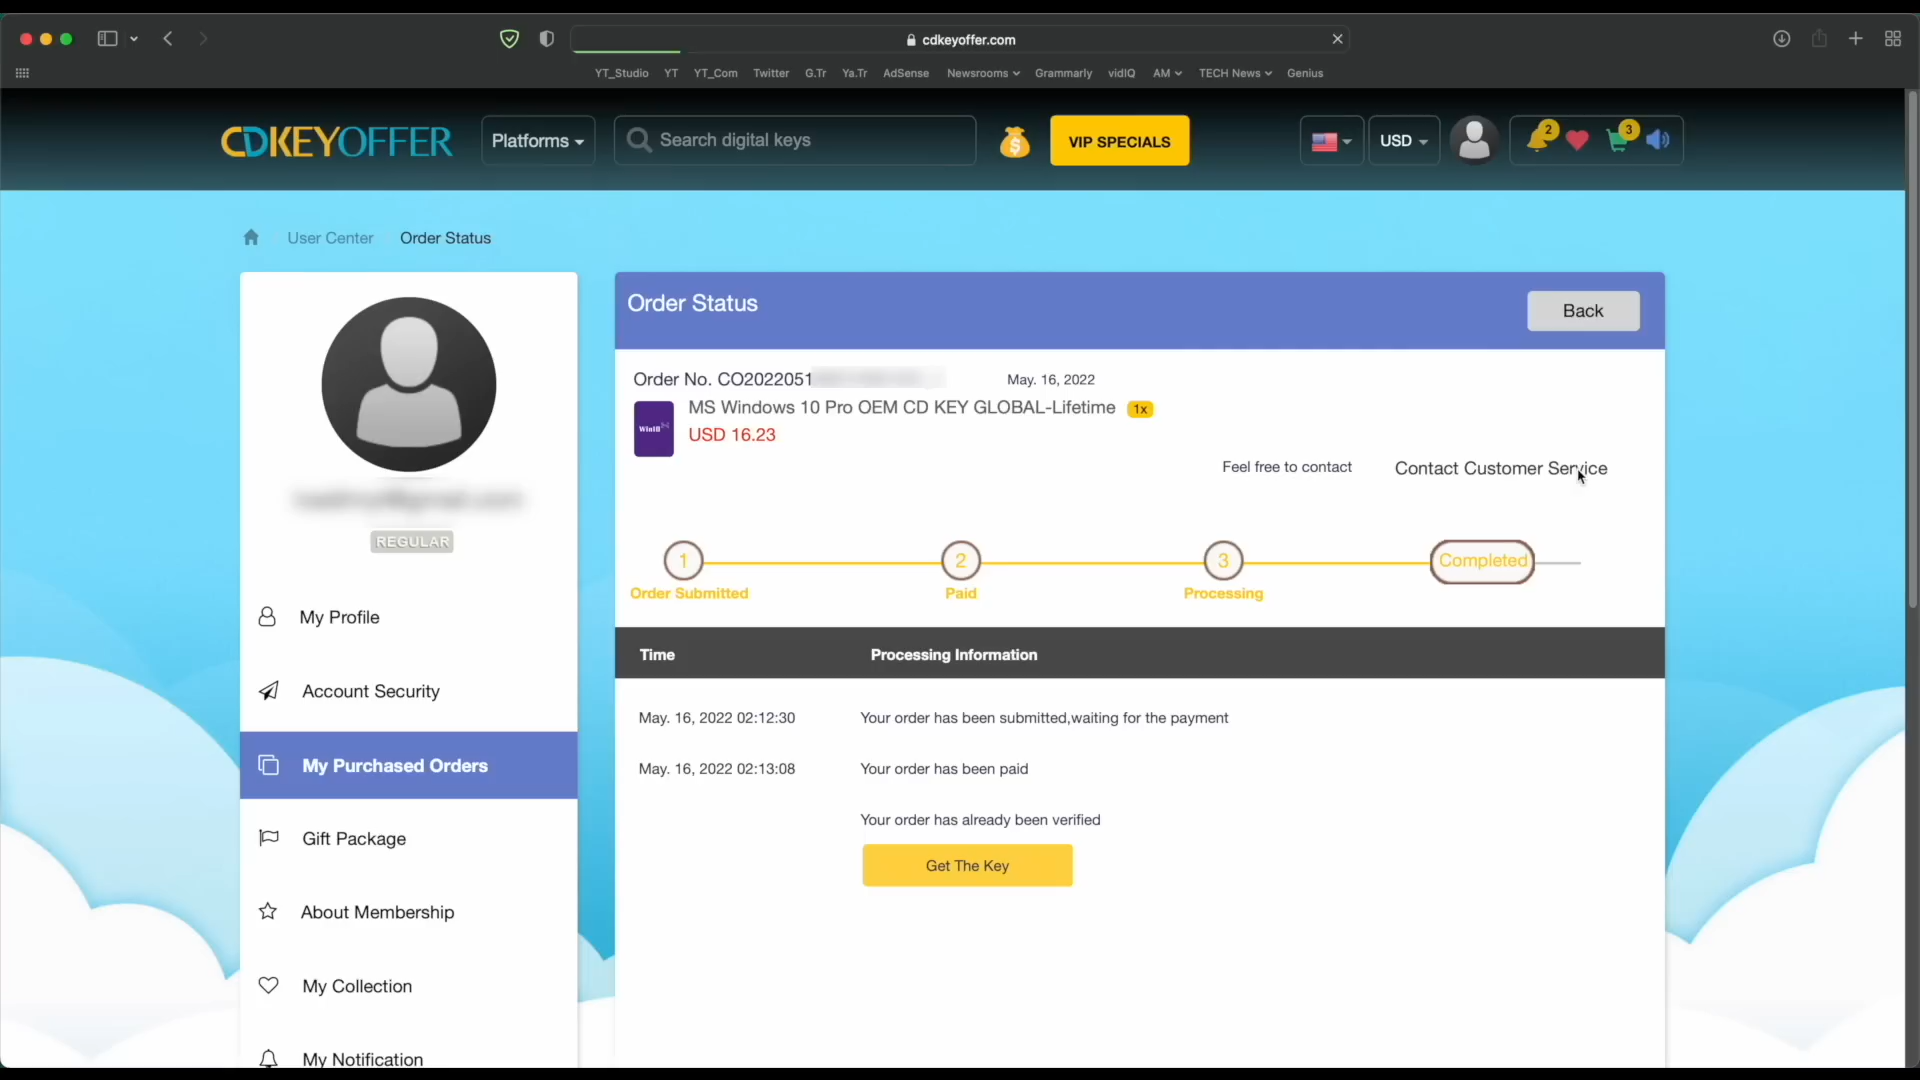 cdkeyoffer.com
YT_Studio YT YT_Com Twitter G.Tr Ya.Tr AdSense Newsrooms Grammarly vidIQ AM TECH News Genius
CDKEYOFFER Platforms Search digital keys VIP SPECIALS USD 2 3
User Center Order Status
REGULAR
My Profile
Account Security
My Purchased Orders
Gift Package
About Membership
My Collection
My Notification
Order Status Back
Order No. CO2022051 May. 16, 2022
MS Windows 10 Pro OEM CD KEY GLOBAL-Lifetime 1x
USD 16.23
Feel free to contact Contact Customer Service
1 2 3 Completed
Order Submitted Paid Processing
Time Processing Information
May. 16, 2022 02:12:30 Your order has been submitted,waiting for the payment
May. 16, 2022 02:13:08 Your order has been paid
Your order has already been verified
Get The Key